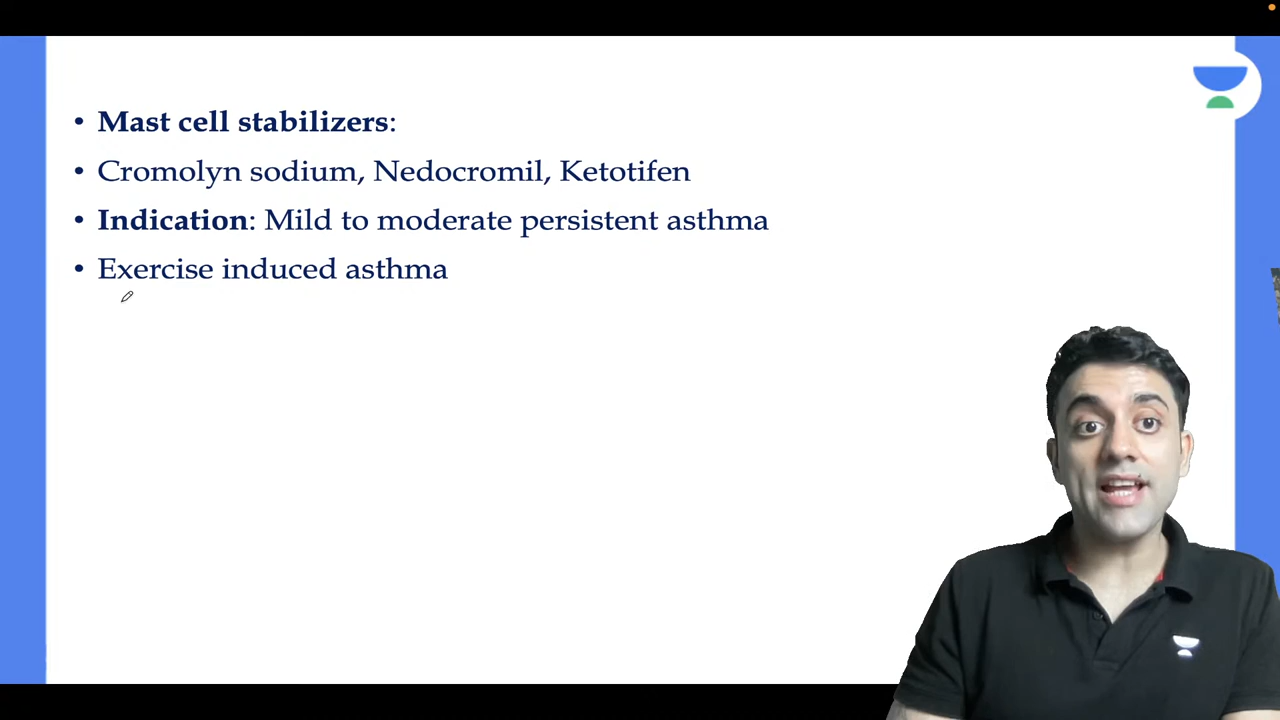 • Mast cell stabilizers:
• Cromolyn sodium, Nedocromil, Ketotifen
• Indication: Mild to moderate persistent asthma
• Exercise induced asthma